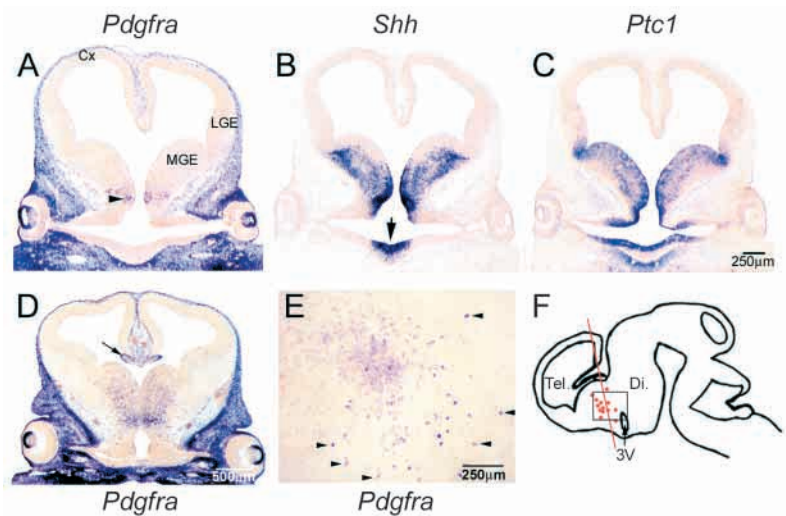 Pdgfra Shh Ptc1
A B C
Cx
LGE
MGE
250µm
D E F
Tel. Di.
3V
500µm
250µm
Pdgfra Pdgfra